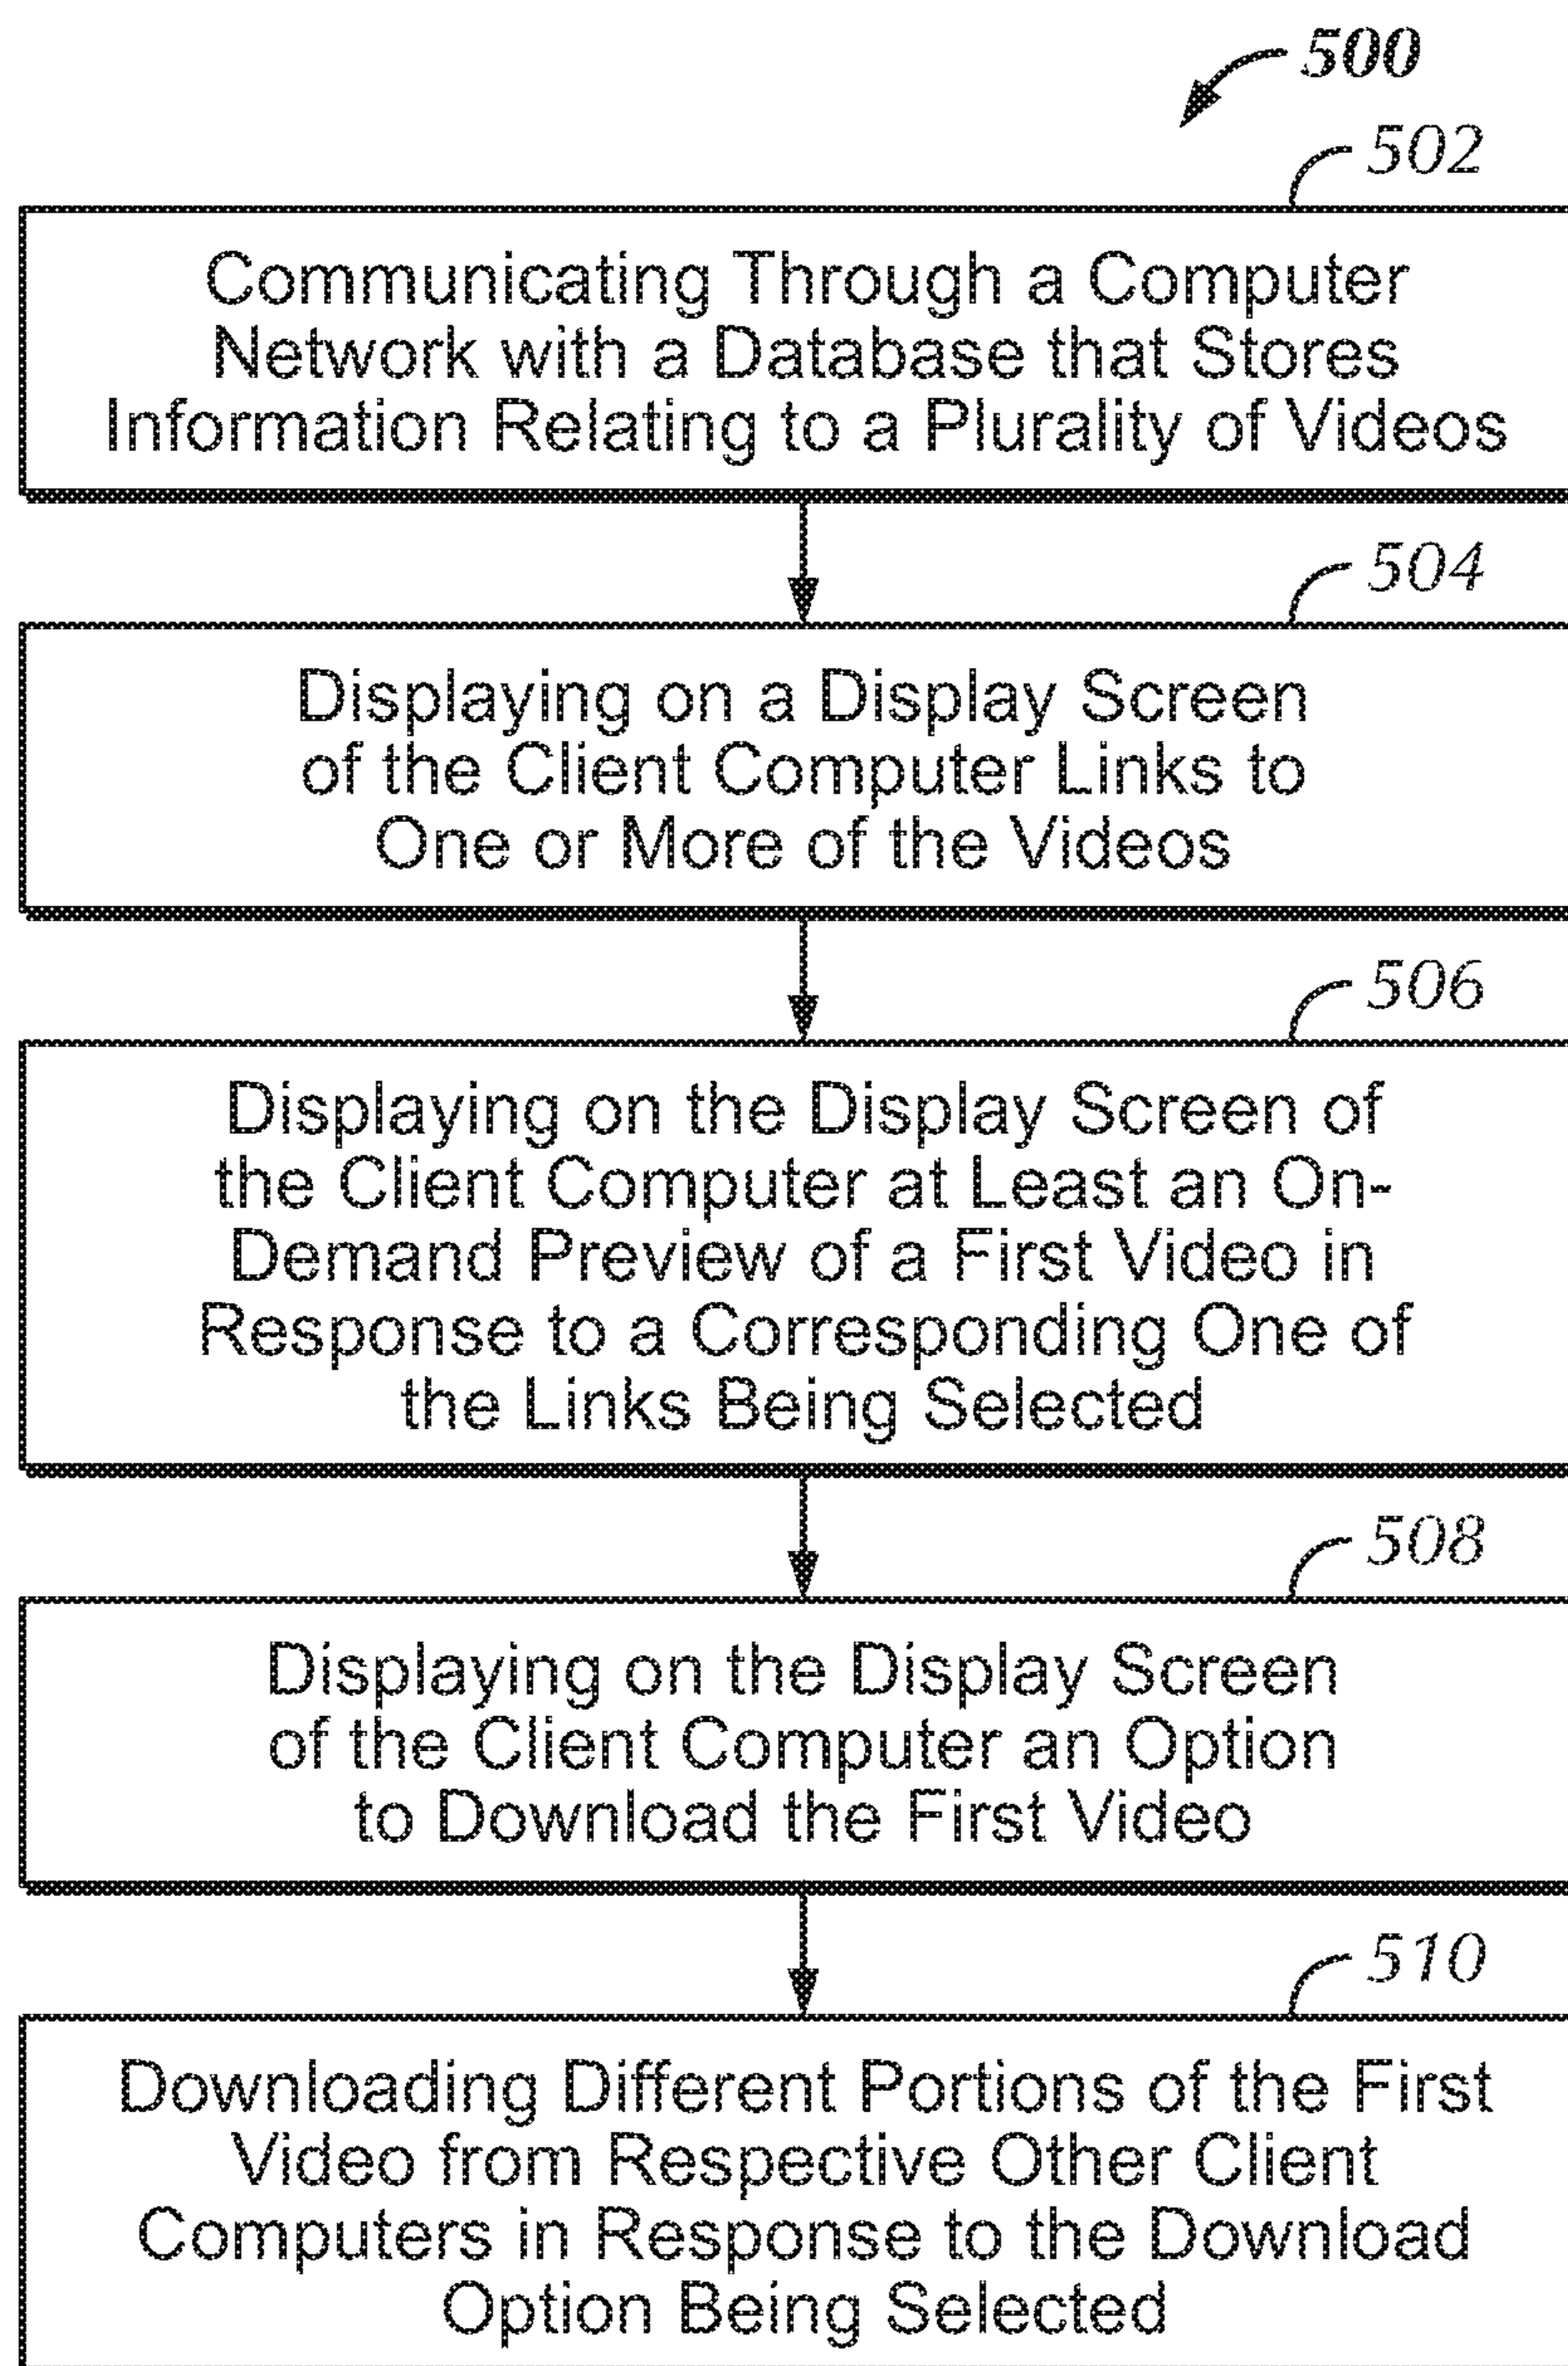 500
502
Communicating Through a Computer
Network with a Database that Stores
Information Relating to a Plurality of Videos
504
Displaying on a Display Screen
of the Client Computer Links to
One or More of the Videos
506
Displaying on the Display Screen of
the Client Computer at Least an On-
Demand Preview of a First Video in
Response to a Corresponding One of
the Links Being Selected
508
Displaying on the Display Screen
of the Client Computer an Option
to Download the First Video
510
Downloading Different Portions of the First
Video from Respective Other Client
Computers in Response to the Download
Option Being Selected